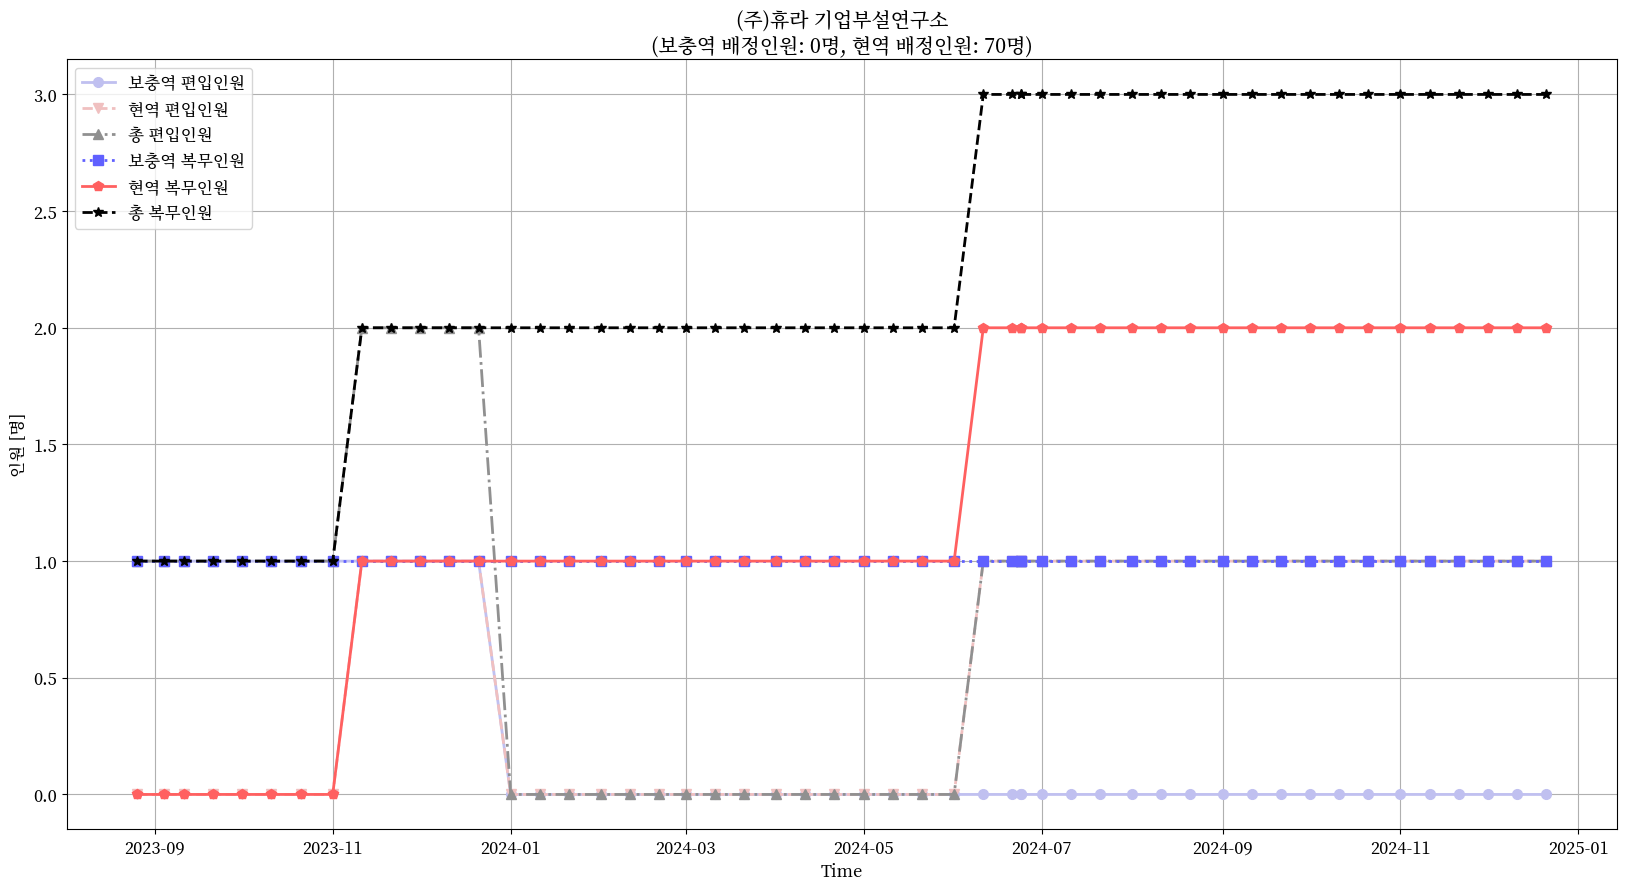 (주)휴라 기업부설연구소
(보충역 배정인원: 0명, 현역 배정인원: 70명)
보충역 편입인원
현역 편입인원
총 편입인원
보충역 복무인원
현역 복무인원
총 복무인원
인원 [명]
3.0
2.5
2.0
1.5
1.0
0.5
0.0
2023-09
2023-11
2024-01
2024-03
2024-05
2024-07
2024-09
2024-11
2025-01
Time